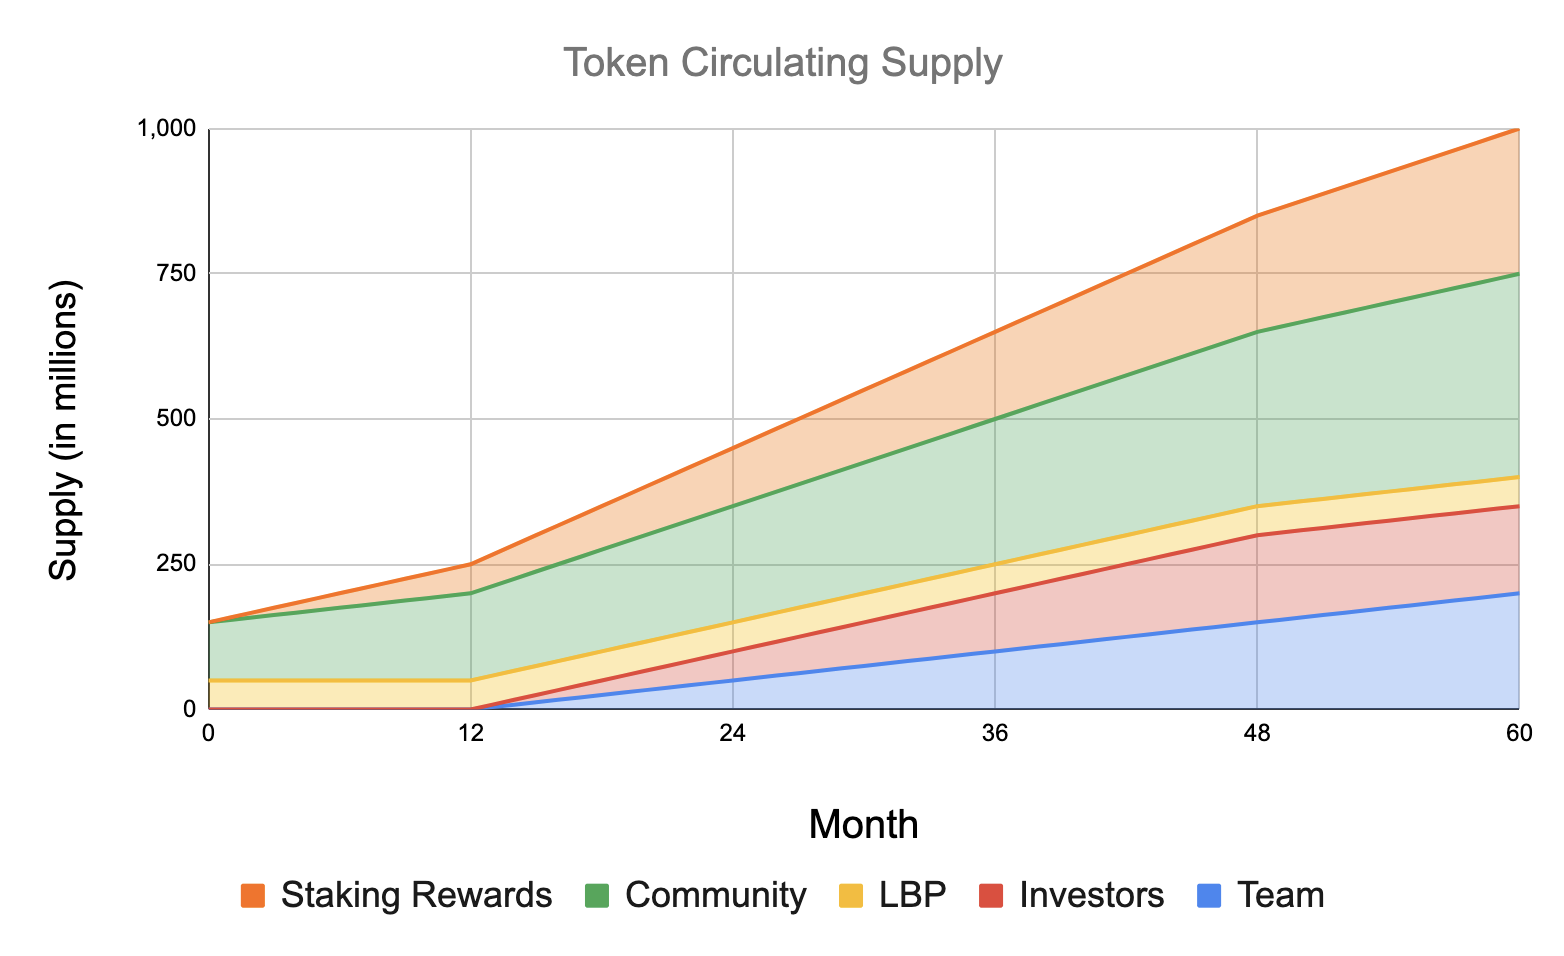 Token Circulating Supply
Supply (in millions)
1,000
750
500
250
0
0 12 24 36 48 60
Month
Staking Rewards Community LBP Investors Team